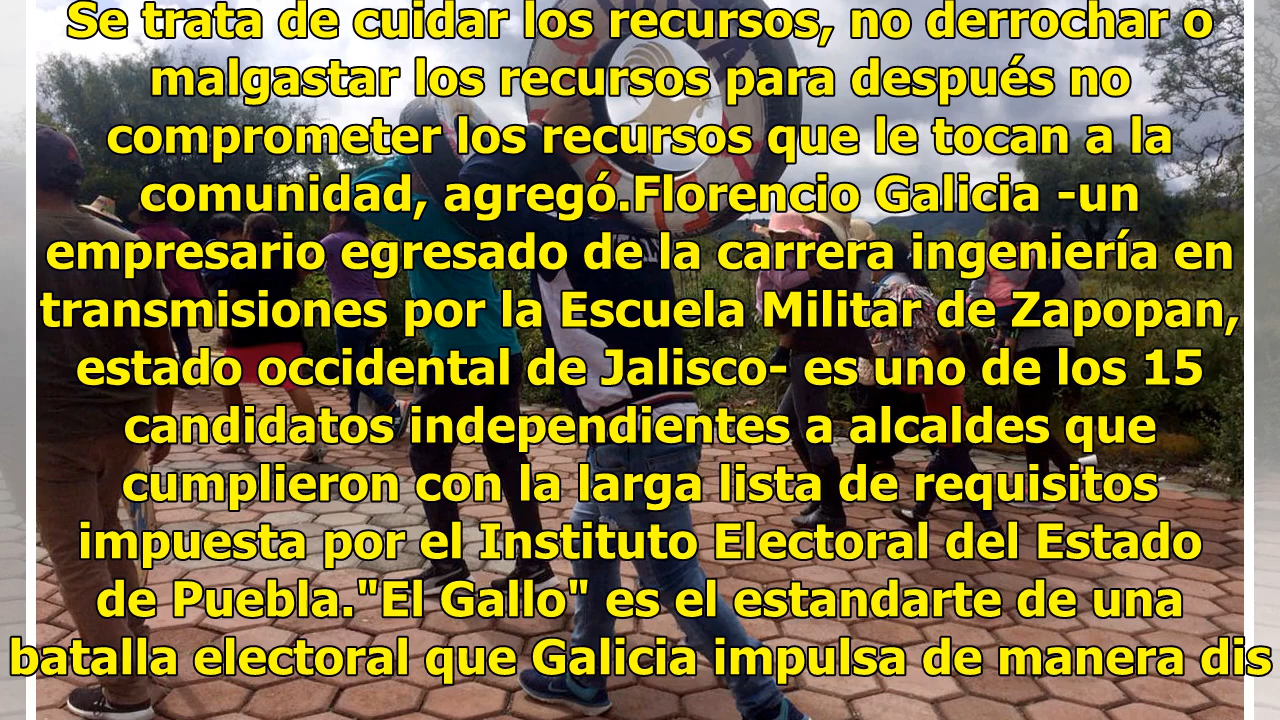 Se trata de cuidar los recursos, no derrochar o
malgastar los recursos para después no
comprometer los recursos que le tocan a la
comunidad, agregó.Florencio Galicia -un
empresario egresado de la carrera ingeniería en
transmisiones por la Escuela Militar de Zapopan,
estado occidental de Jalisco- es uno de los 15
candidatos independientes a alcaldes que
cumplieron con la larga lista de requisitos
impuesta por el Instituto Electoral del Estado
de Puebla."El Gallo" es el estandarte de una
batalla electoral que Galicia impulsa de manera dis